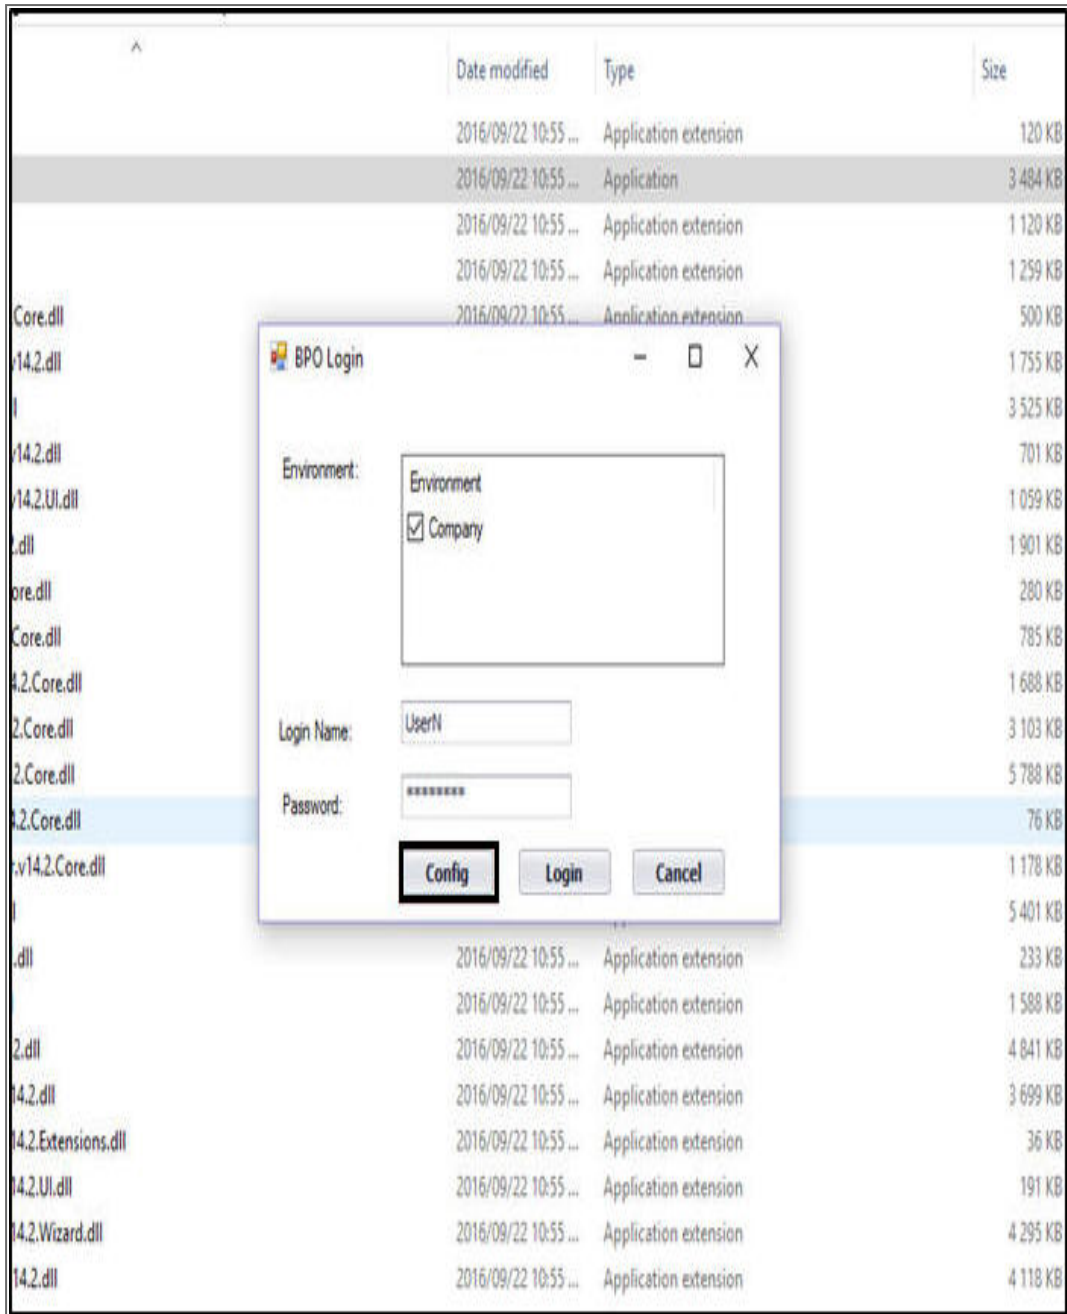 Date modified Type Size
2016/09/22 10:55 ... Application extension 120 KB
2016/09/22 10:55 ... Application 3 484 KB
2016/09/22 10:55 ... Application extension 1 120 KB
2016/09/22 10:55 ... Application extension 1 259 KB
Core.dll 2016/09/22 10:55 ... Application extension 500 KB
v14.2.dll 1 755 KB
BPO Login
3 525 KB
v14.2.dll 701 KB
Environment:
Environment
v14.2.UI.dll 1 059 KB
Company
.dll 1 901 KB
ore.dll 280 KB
Core.dll 785 KB
4.2.Core.dll 1 688 KB
2.Core.dll 3 103 KB
Login Name: UserN
2.Core.dll 5 788 KB
Password: ********
.2.Core.dll 76 KB
.v14.2.Core.dll 1 178 KB
Config Login Cancel
5 401 KB
.dll 2016/09/22 10:55 ... Application extension 233 KB
2016/09/22 10:55 ... Application extension 1 588 KB
2.dll 2016/09/22 10:55 ... Application extension 4 841 KB
14.2.dll 2016/09/22 10:55 ... Application extension 3 699 KB
14.2.Extensions.dll 2016/09/22 10:55 ... Application extension 36 KB
14.2.UI.dll 2016/09/22 10:55 ... Application extension 191 KB
14.2.Wizard.dll 2016/09/22 10:55 ... Application extension 4 295 KB
14.2.dll 2016/09/22 10:55 ... Application extension 4 118 KB